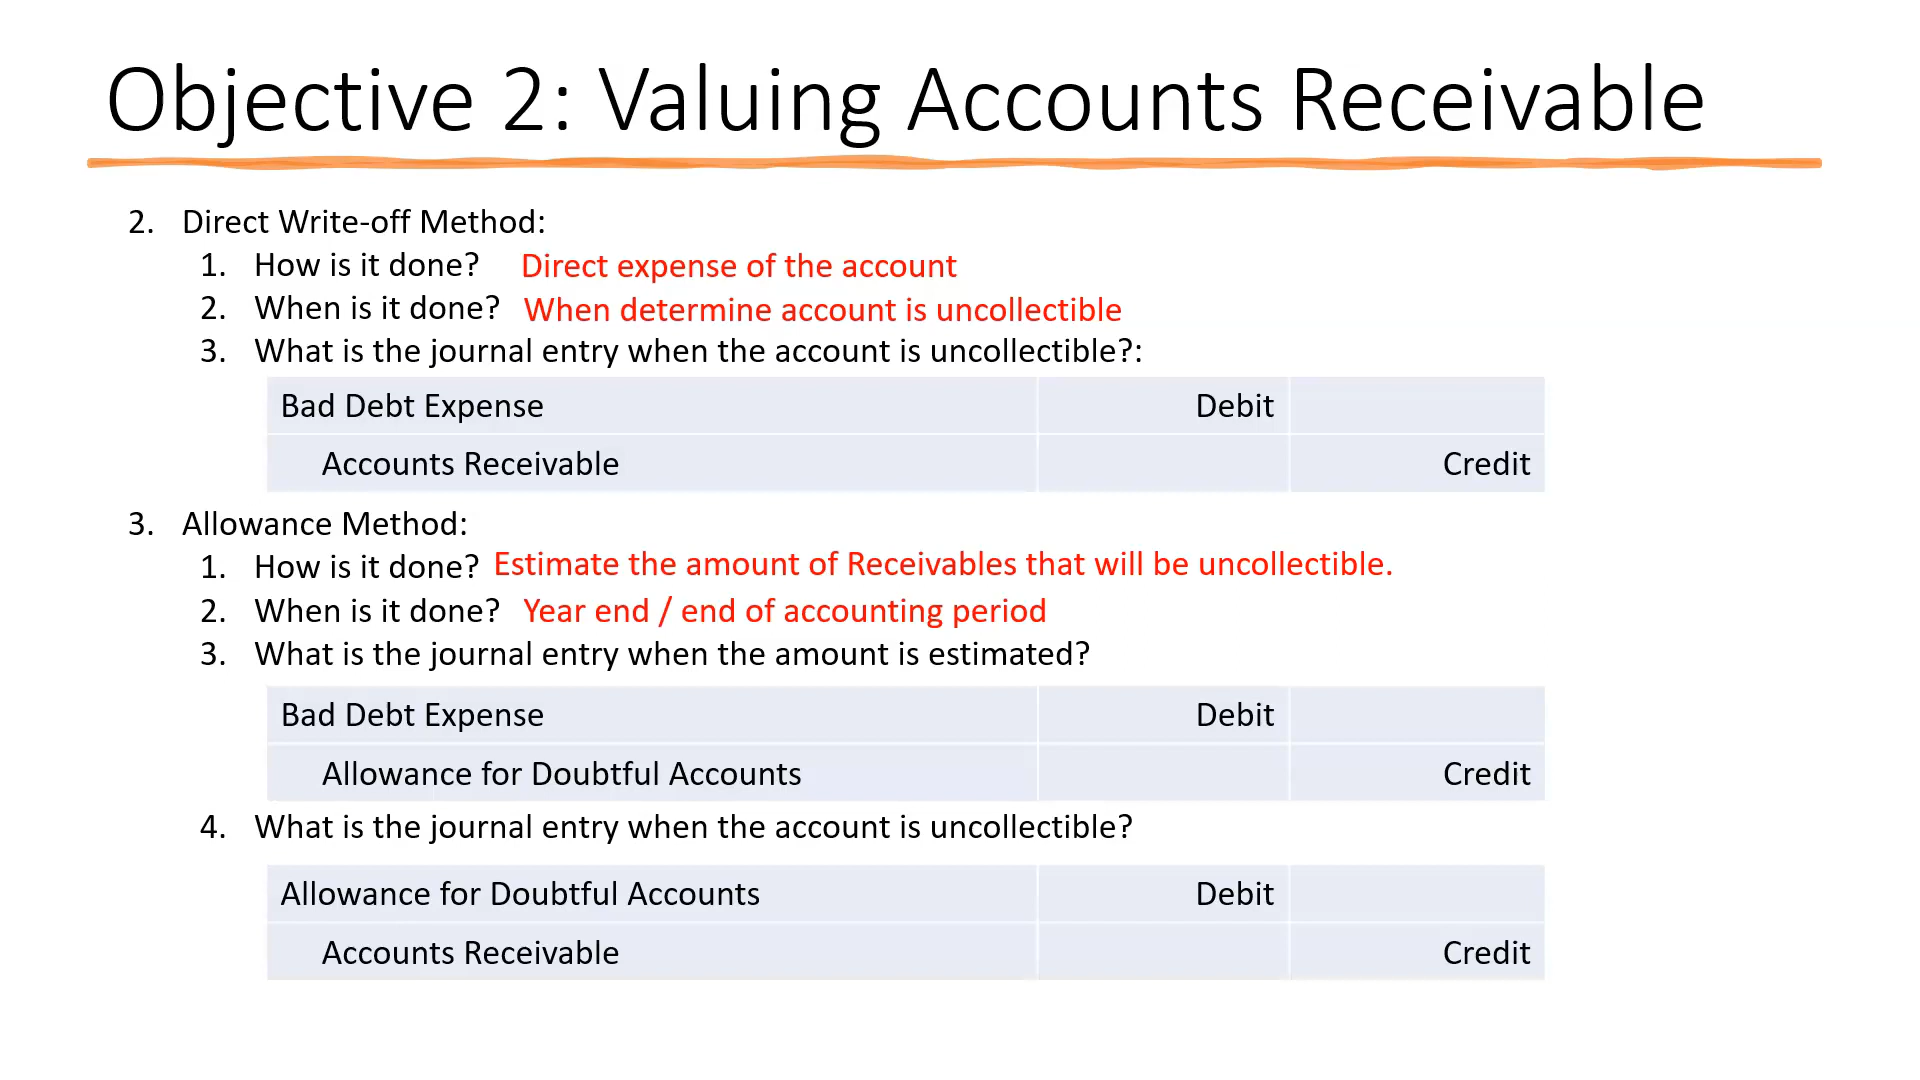 Objective 2: Valuing Accounts Receivable
2. Direct Write-off Method:
1. How is it done? Direct expense of the account
2. When is it done? When determine account is uncollectible
3. What is the journal entry when the account is uncollectible?:
Bad Debt Expense Debit
Accounts Receivable Credit
3. Allowance Method:
1. How is it done? Estimate the amount of Receivables that will be uncollectible.
2. When is it done? Year end / end of accounting period
3. What is the journal entry when the amount is estimated?
Bad Debt Expense Debit
Allowance for Doubtful Accounts Credit
4. What is the journal entry when the account is uncollectible?
Allowance for Doubtful Accounts Debit
Accounts Receivable Credit